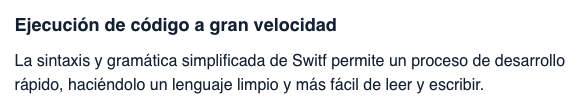 Ejecución de código a gran velocidad
La sintaxis y gramática simplificada de Switf permite un proceso de desarrollo
rápido, haciéndolo un lenguaje limpio y más fácil de leer y escribir.